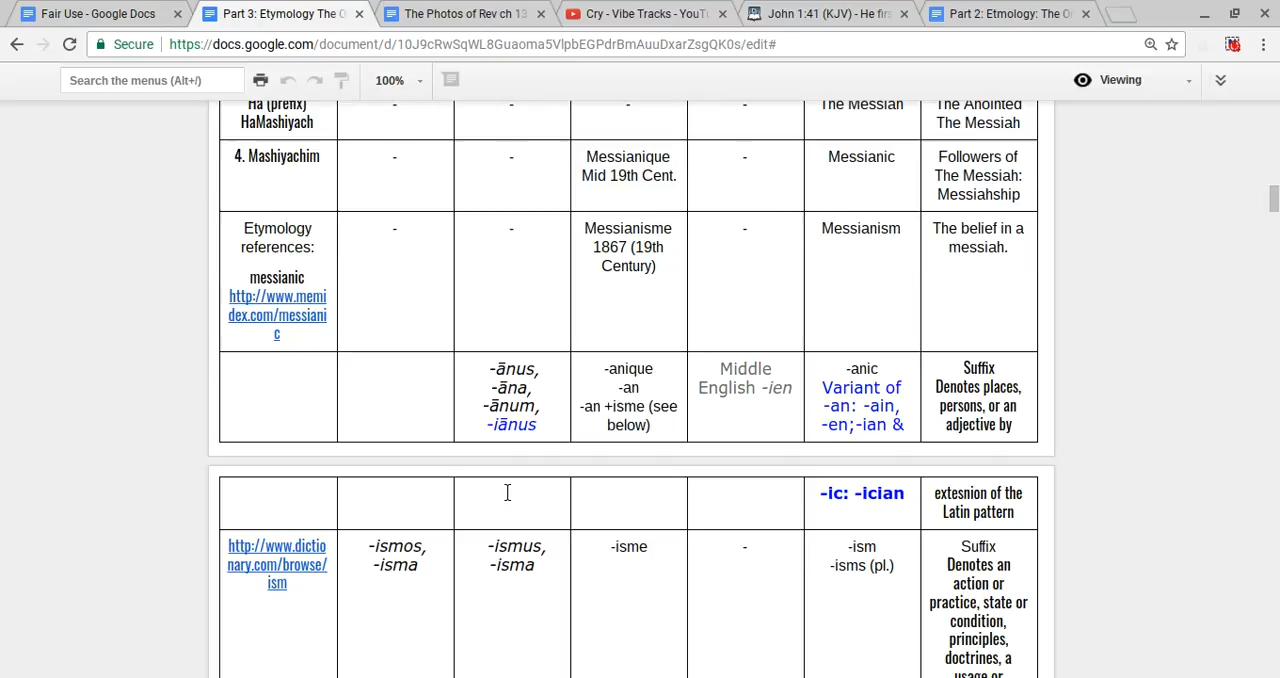 Fair Use - Google Docs
Part 3: Etymology The O
The Photos of Rev ch 13
Cry - Vibe Tracks - YouTu
John 1:41 (KJV) - He firs
Part 2: Etmology: The Or
Secure
https://docs.google.com/document/d/10J9cRwSqWL8Guaoma5VlpbEGPdrBmAuuDxarZsgQK0s/edit#
Search the menus (Alt+/)
100%
Viewing
Ha (prefix)
HaMashiyach
-
-
-
-
The Messiah
The Anointed
The Messiah
4. Mashiyachim
-
-
Messianique
Mid 19th Cent.
-
Messianic
Followers of
The Messiah:
Messiahship
Etymology
references:
messianic
http://www.memi
dex.com/messiani
c
-
-
Messianisme
1867 (19th
Century)
-
Messianism
The belief in a
messiah.
-ānus,
-āna,
-ānum,
-iānus
-anique
-an
-an +isme (see
below)
Middle
English -ien
-anic
Variant of
-an: -ain,
-en;-ian &
Suffix
Denotes places,
persons, or an
adjective by
-ic: -ician
extesnion of the
Latin pattern
http://www.dictio
nary.com/browse/
ism
-ismos,
-isma
-ismus,
-isma
-isme
-
-ism
-isms (pl.)
Suffix
Denotes an
action or
practice, state or
condition,
principles,
doctrines, a
usage or